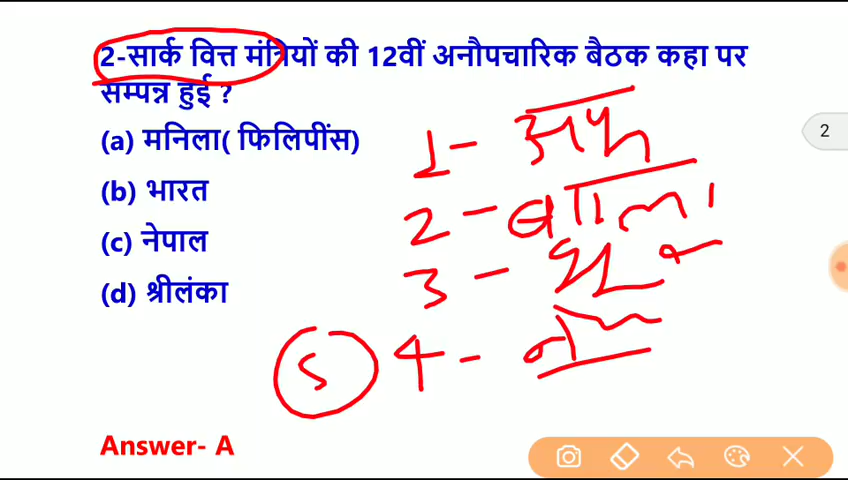 2-सार्क वित्त मंत्रियों की 12वीं अनौपचारिक बैठक कहा पर
सम्पन्न हुई ?
(a) मनिला( फिलिपींस)
(b) भारत
(c) नेपाल
(d) श्रीलंका
1-
2-
3-
4-
5
Answer- A
2